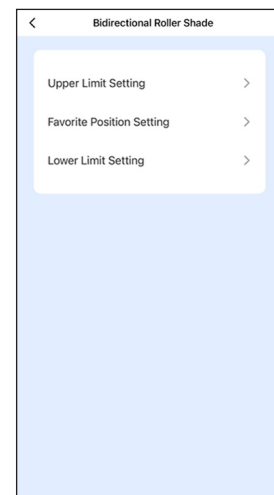 Bidirectional Roller Shade
Upper Limit Setting
Favorite Position Setting
Lower Limit Setting